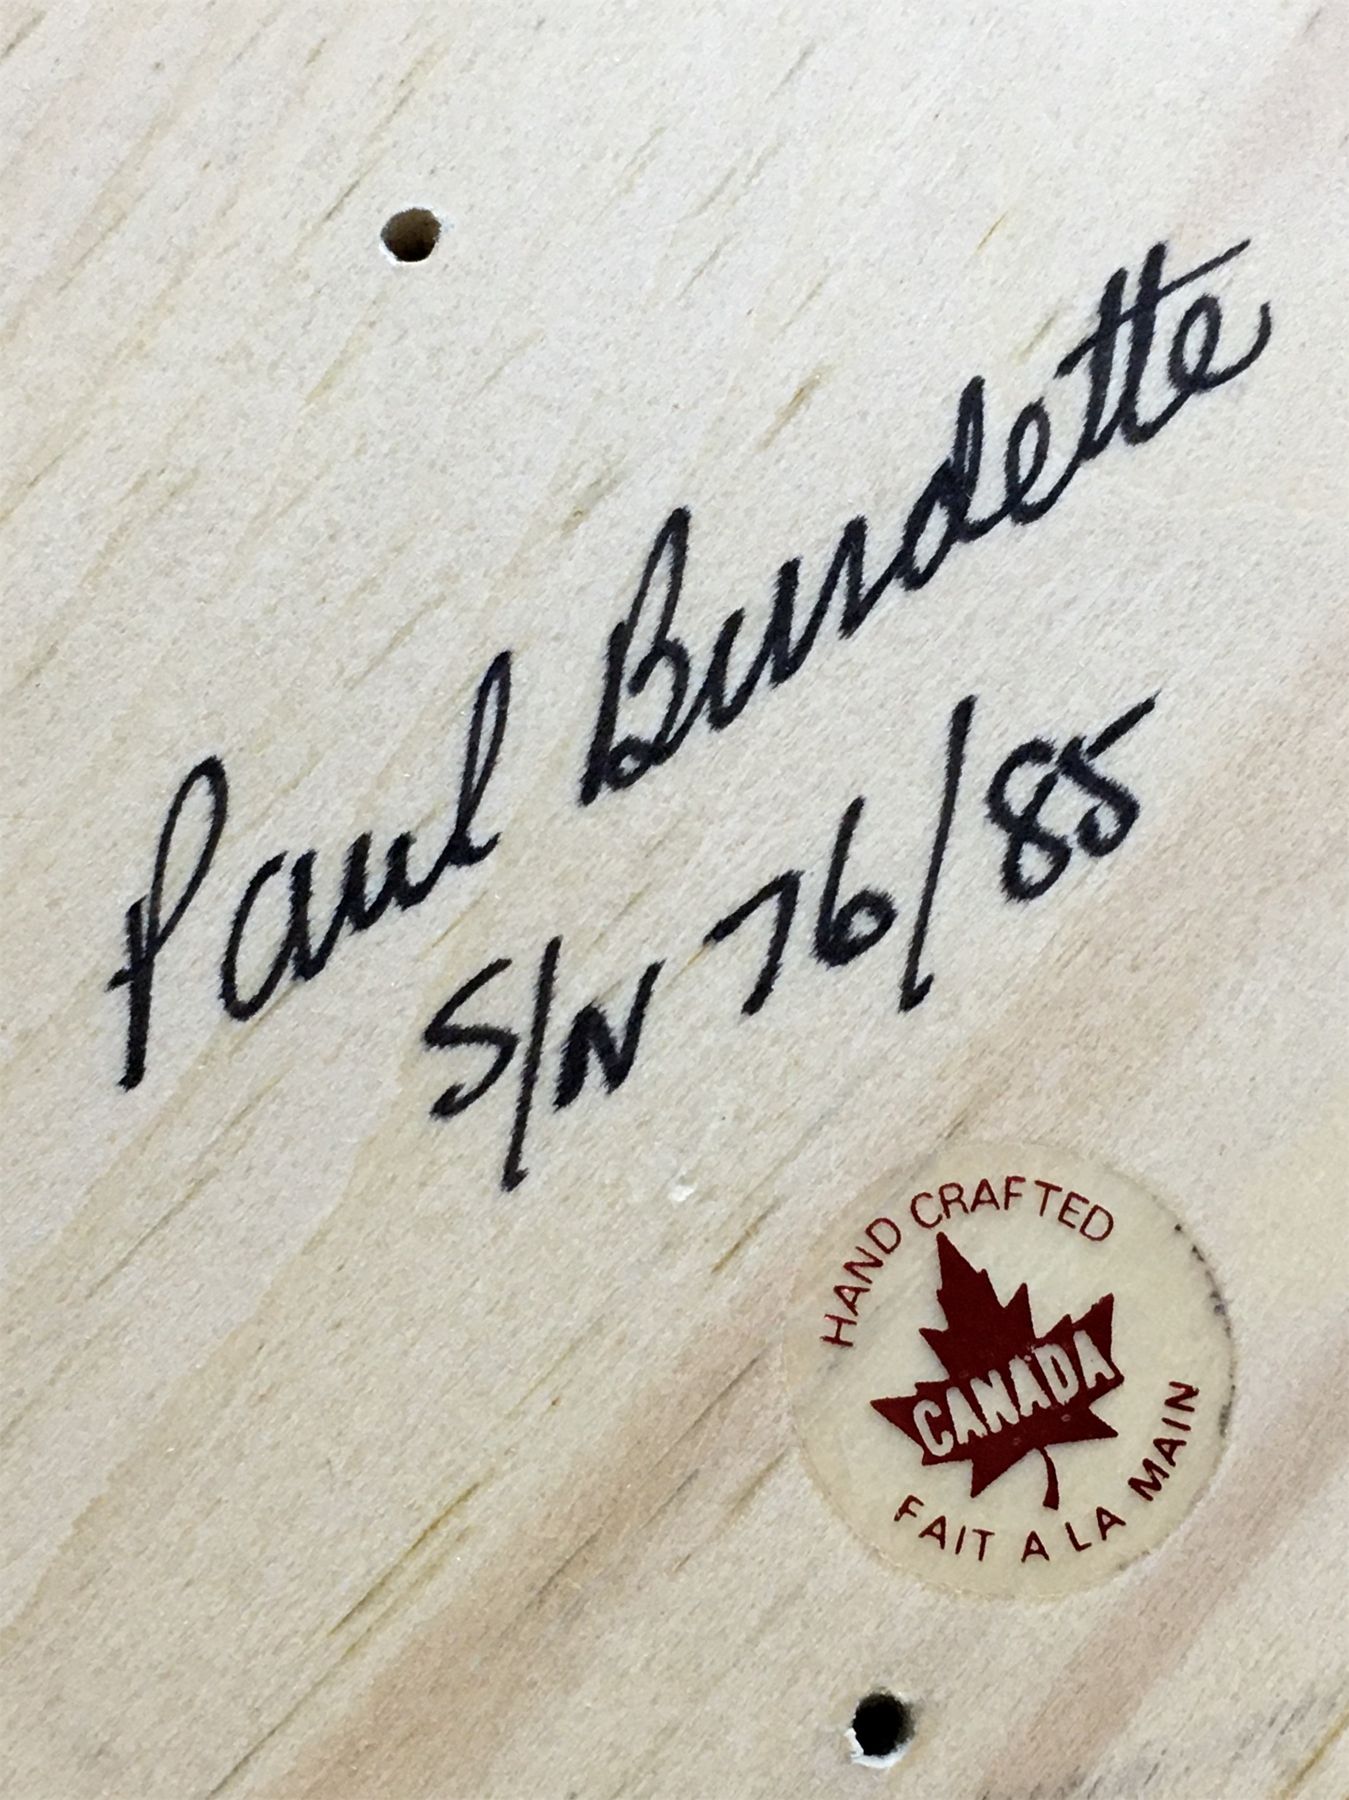 Paul Burdette
S/N 76/85
HAND CRAFTED
CANADA
FAIT A LA MAIN